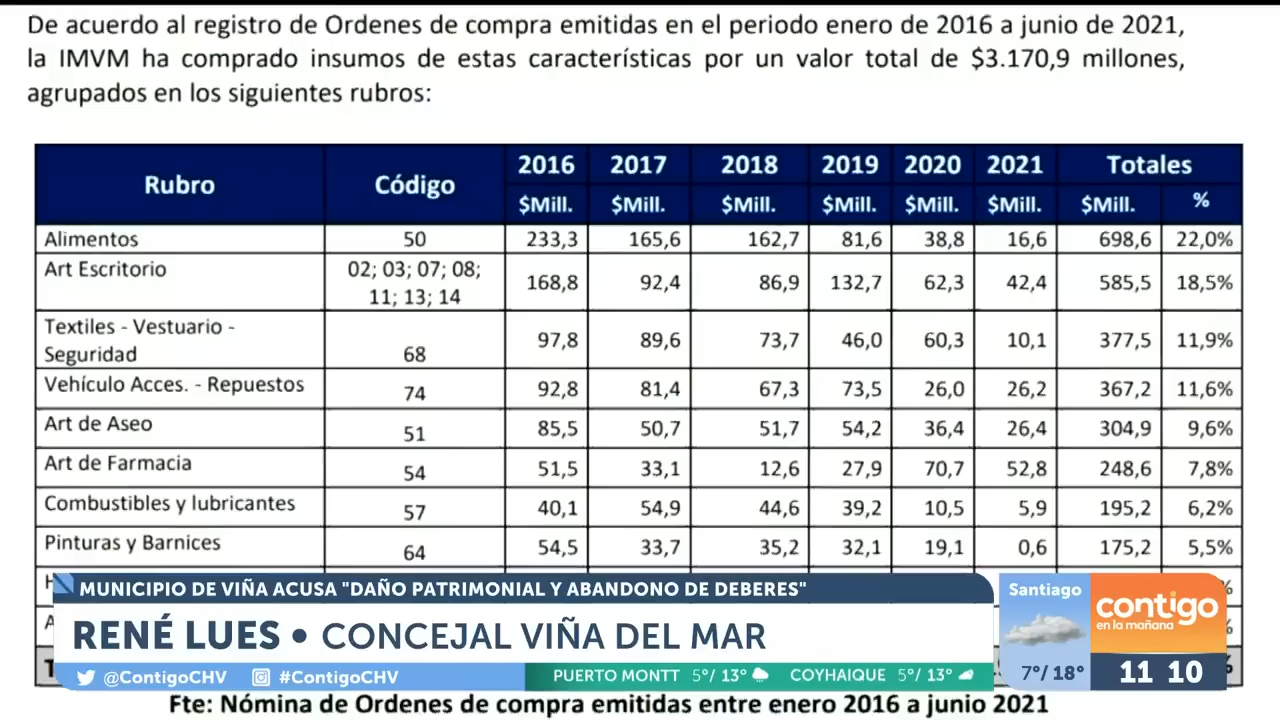 De acuerdo al registro de Ordenes de compra emitidas en el periodo enero de 2016 a junio de 2021,
la IMVM ha comprado insumos de estas características por un valor total de $3.170,9 millones,
agrupados en los siguientes rubros:
Rubro Código 2016 2017 2018 2019 2020 2021 Totales
$Mill. $Mill. $Mill. $Mill. $Mill. $Mill. $Mill. %
Alimentos 50 233,3 165,6 162,7 81,6 38,8 16,6 698,6 22,0%
Art Escritorio 02; 03; 07; 08;
11; 13; 14 168,8 92,4 86,9 132,7 62,3 42,4 585,5 18,5%
Textiles - Vestuario -
Seguridad 68 97,8 89,6 73,7 46,0 60,3 10,1 377,5 11,9%
Vehículo Acces. - Repuestos 74 92,8 81,4 67,3 73,5 26,0 26,2 367,2 11,6%
Art de Aseo 51 85,5 50,7 51,7 54,2 36,4 26,4 304,9 9,6%
Art de Farmacia 54 51,5 33,1 12,6 27,9 70,7 52,8 248,6 7,8%
Combustibles y lubricantes 57 40,1 54,9 44,6 39,2 10,5 5,9 195,2 6,2%
Pinturas y Barnices 64 54,5 33,7 35,2 32,1 19,1 0,6 175,2 5,5%
MUNICIPIO DE VIÑA ACUSA "DAÑO PATRIMONIAL Y ABANDONO DE DEBERES"
RENÉ LUES • CONCEJAL VIÑA DEL MAR
@ContigoCHV #ContigoCHV PUERTO MONTT 5°/ 13° COYHAIQUE 5°/ 13°
Santiago
7°/ 18°
contigo
en la mañana
11 10
Fte: Nómina de Ordenes de compra emitidas entre enero 2016 a junio 2021